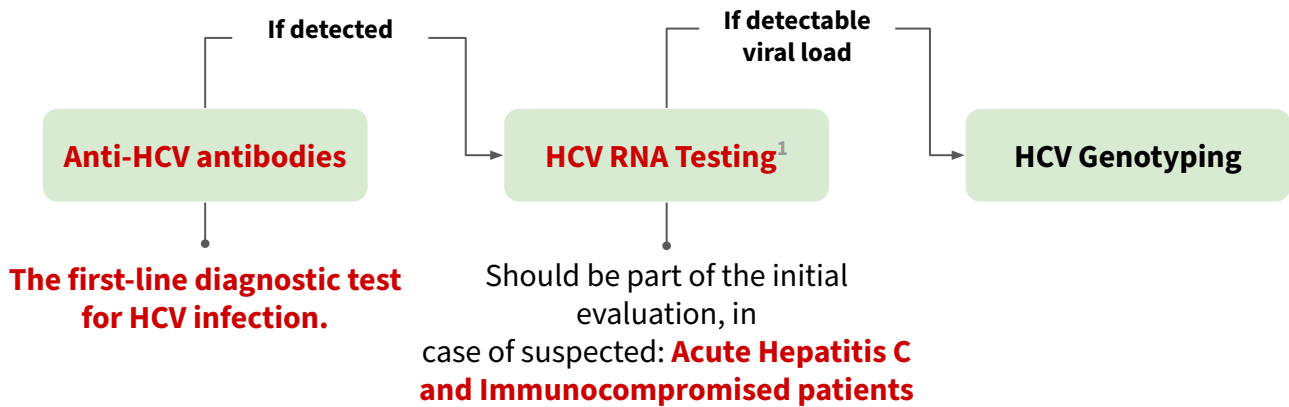 If detected
If detectable
viral load
Anti-HCV antibodies
HCV RNA Testing¹
HCV Genotyping
The first-line diagnostic test
for HCV infection.
Should be part of the initial
evaluation, in
case of suspected: Acute Hepatitis C
and Immunocompromised patients